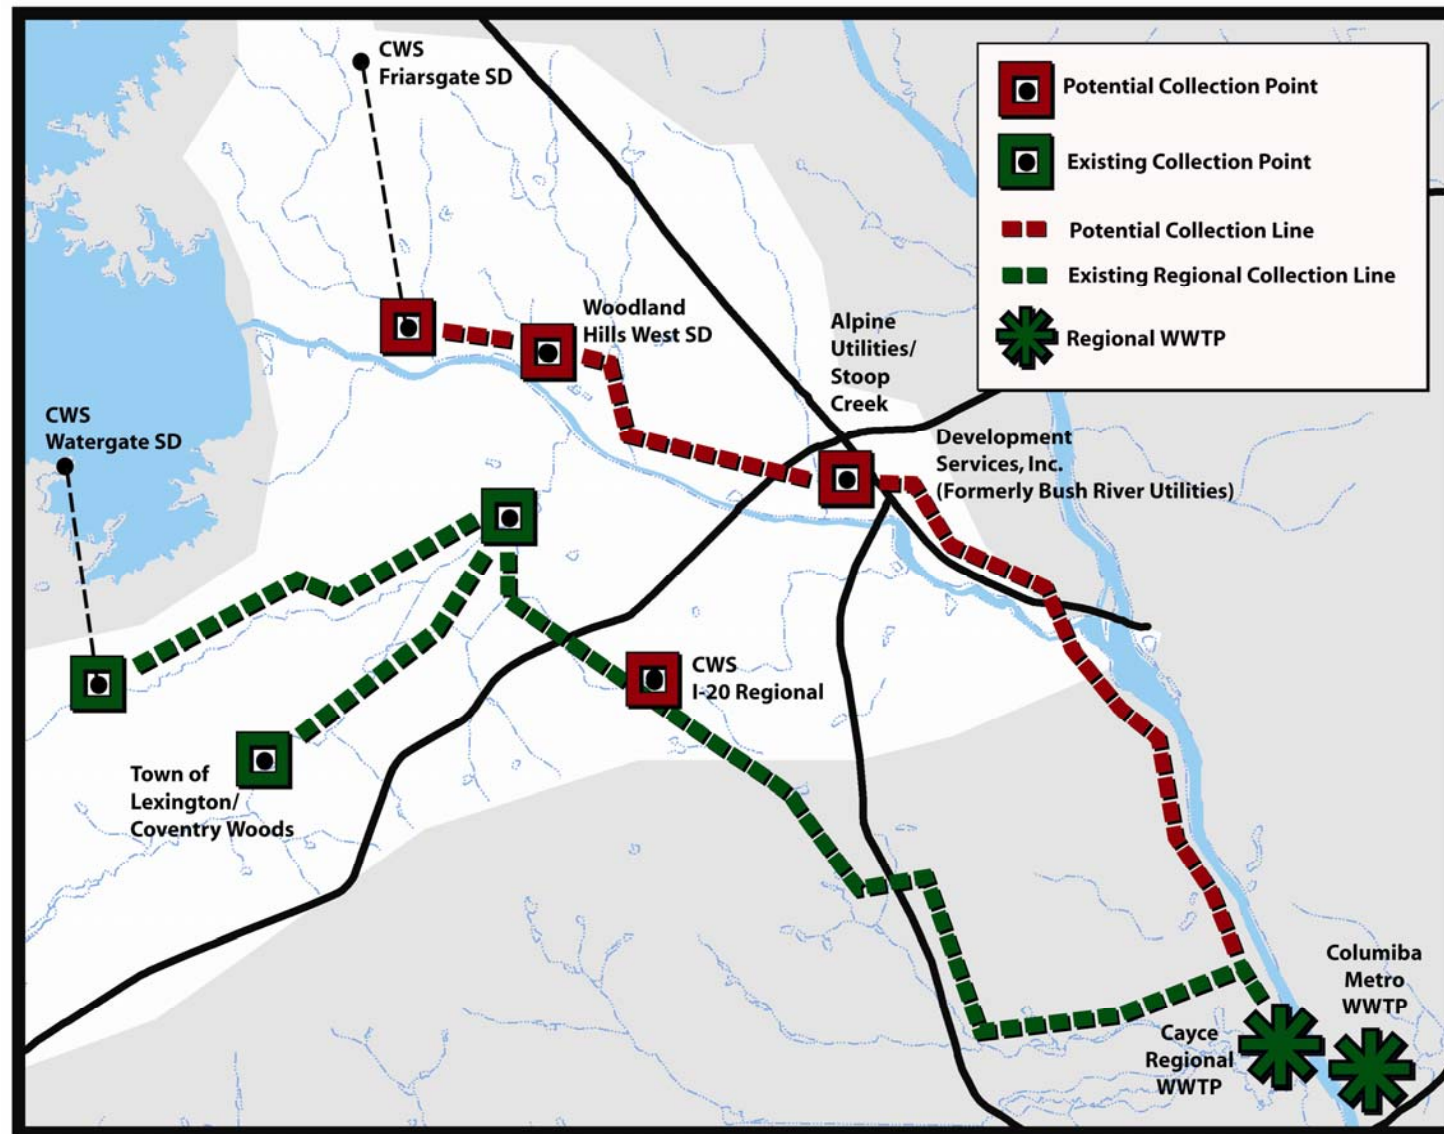 CWS
Friarsgate SD
Potential Collection Point
Existing Collection Point
Potential Collection Line
Existing Regional Collection Line
Regional WWTP
Woodland
Hills West SD
Alpine
Utilities/
Stoop
Creek
CWS
Watergate SD
Development
Services, Inc.
(Formerly Bush River Utilities)
CWS
I-20 Regional
Town of
Lexington/
Coventry Woods
Columiba
Metro
WWTP
Cayce
Regional
WWTP